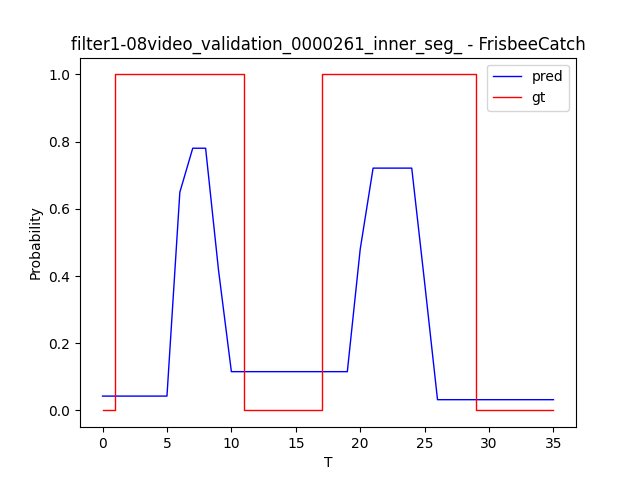 filter1-08video_validation_0000261_inner_seg_ - FrisbeeCatch
pred
gt
1.0
0.8
0.6
0.4
0.2
0.0
Probability
0 5 10 15 20 25 30 35
T